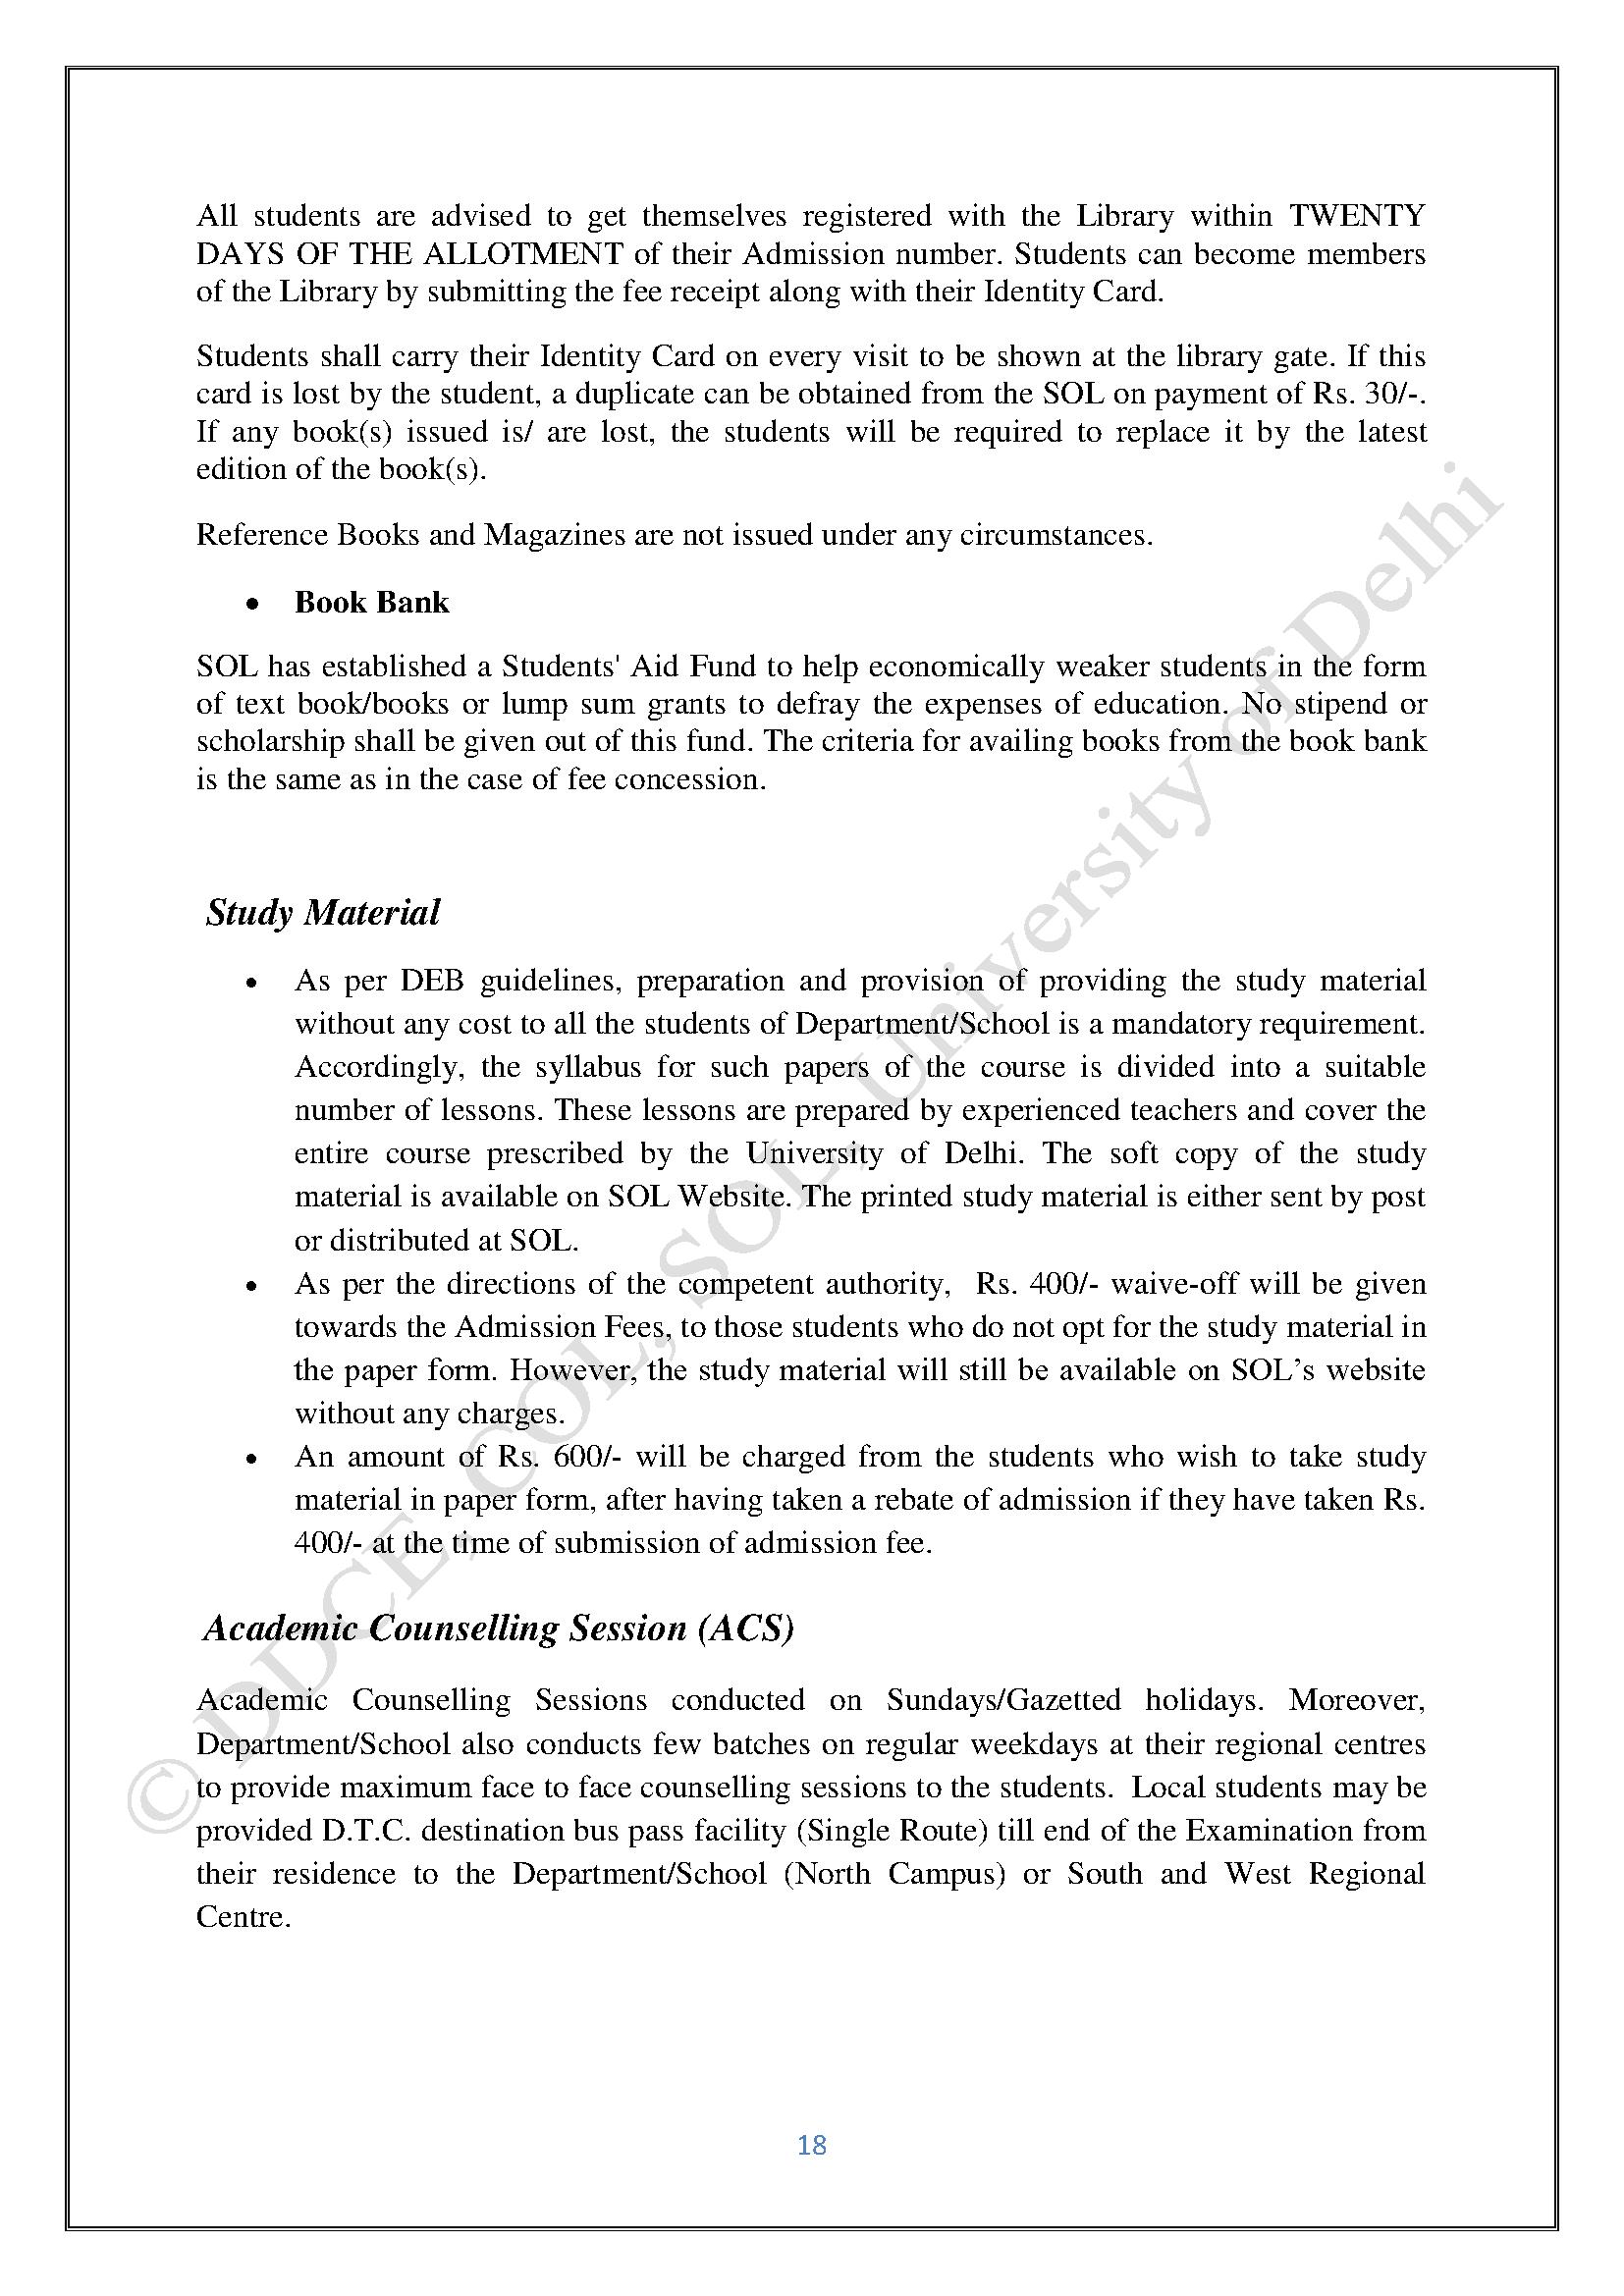 All students are advised to get themselves registered with the Library within TWENTY
DAYS OF THE ALLOTMENT of their Admission number. Students can become members
of the Library by submitting the fee receipt along with their Identity Card.
Students shall carry their Identity Card on every visit to be shown at the library gate. If this
card is lost by the student, a duplicate can be obtained from the SOL on payment of Rs. 30/-.
If any book(s) issued is/ are lost, the students will be required to replace it by the latest
edition of the book(s).
Reference Books and Magazines are not issued under any circumstances.
• Book Bank
SOL has established a Students' Aid Fund to help economically weaker students in the form
of text book/books or lump sum grants to defray the expenses of education. No stipend or
scholarship shall be given out of this fund. The criteria for availing books from the book bank
is the same as in the case of fee concession.
Study Material
• As per DEB guidelines, preparation and provision of providing the study material
without any cost to all the students of Department/School is a mandatory requirement.
Accordingly, the syllabus for such papers of the course is divided into a suitable
number of lessons. These lessons are prepared by experienced teachers and cover the
entire course prescribed by the University of Delhi. The soft copy of the study
material is available on SOL Website. The printed study material is either sent by post
or distributed at SOL.
• As per the directions of the competent authority, Rs. 400/- waive-off will be given
towards the Admission Fees, to those students who do not opt for the study material in
the paper form. However, the study material will still be available on SOL’s website
without any charges.
• An amount of Rs. 600/- will be charged from the students who wish to take study
material in paper form, after having taken a rebate of admission if they have taken Rs.
400/- at the time of submission of admission fee.
Academic Counselling Session (ACS)
Academic Counselling Sessions conducted on Sundays/Gazetted holidays. Moreover,
Department/School also conducts few batches on regular weekdays at their regional centres
to provide maximum face to face counselling sessions to the students. Local students may be
provided D.T.C. destination bus pass facility (Single Route) till end of the Examination from
their residence to the Department/School (North Campus) or South and West Regional
Centre.
18
© DDCE, COL, SOL, University of Delhi